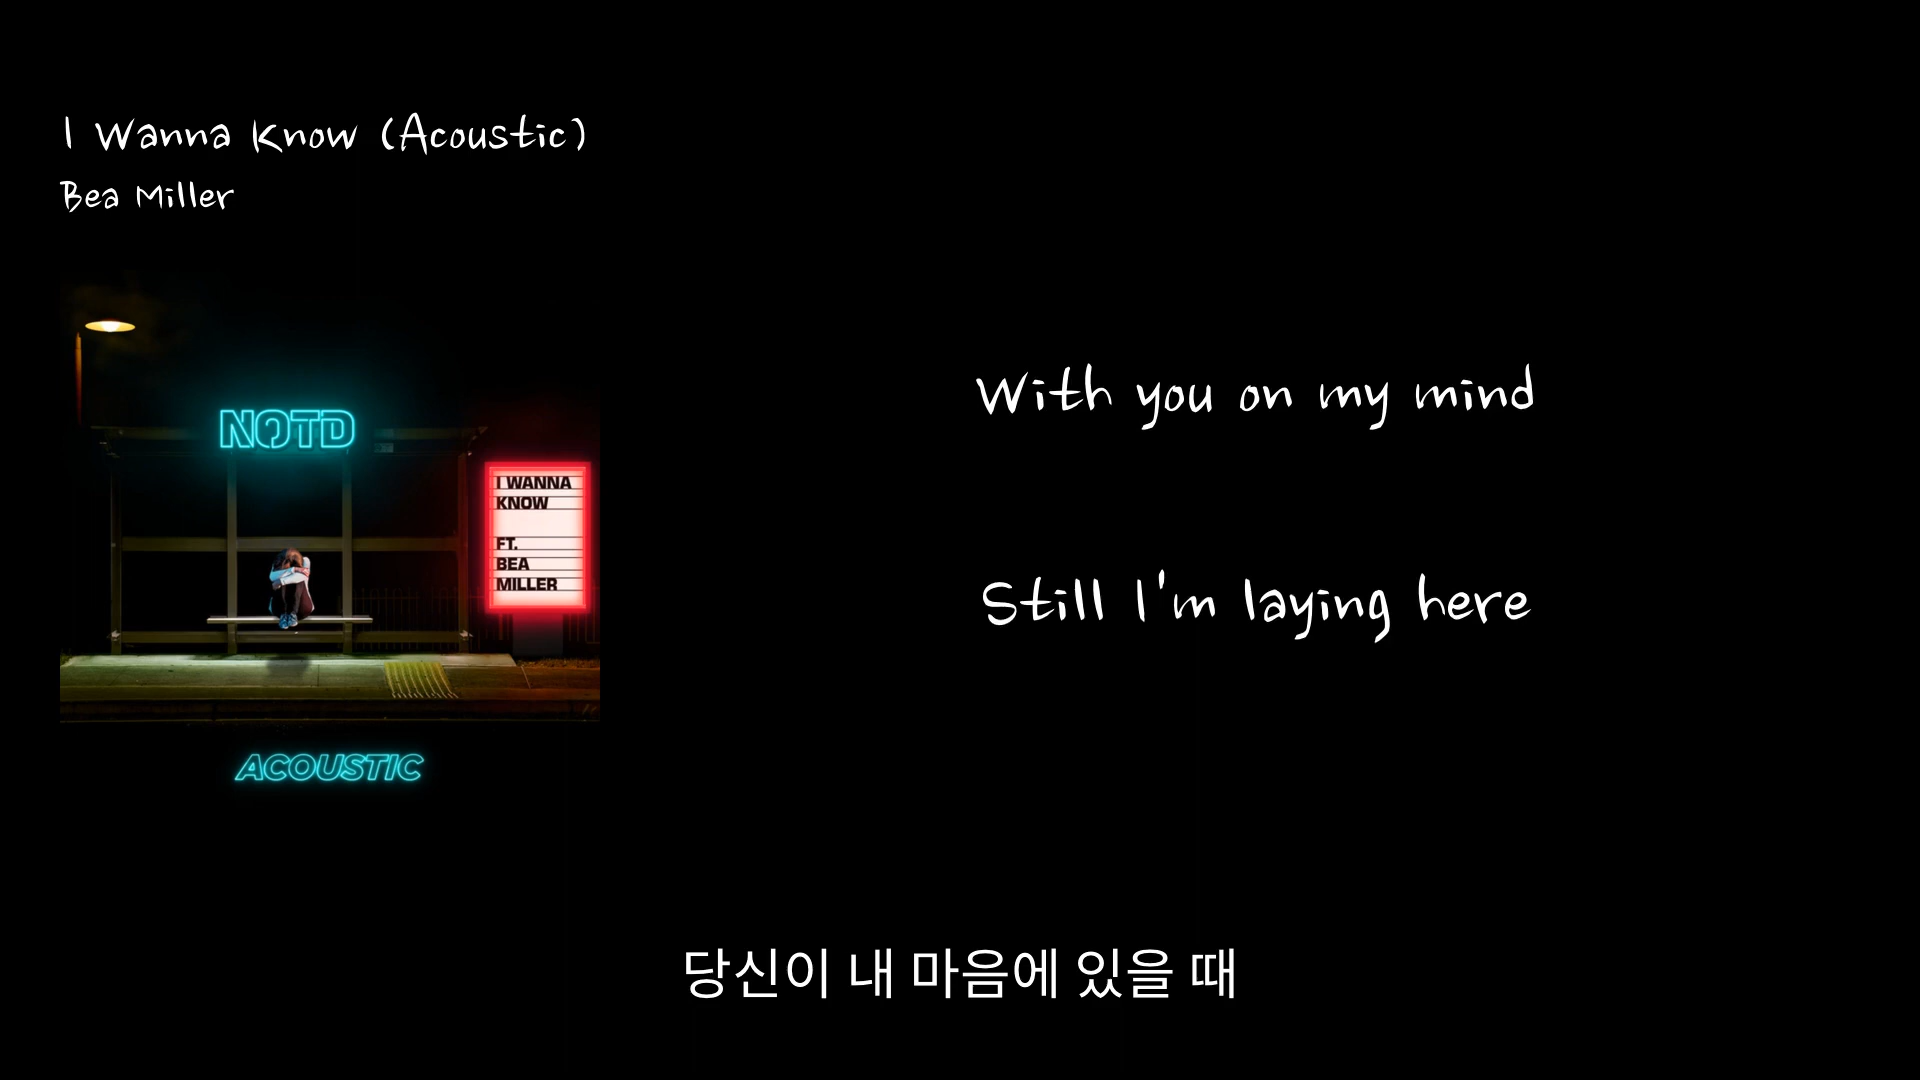 I Wanna Know (Acoustic)
Bea Miller
NOTD
I WANNA
KNOW
FT.
BEA
MILLER
ACOUSTIC
With you on my mind
Still I'm laying here
당신이 내 마음에 있을 때